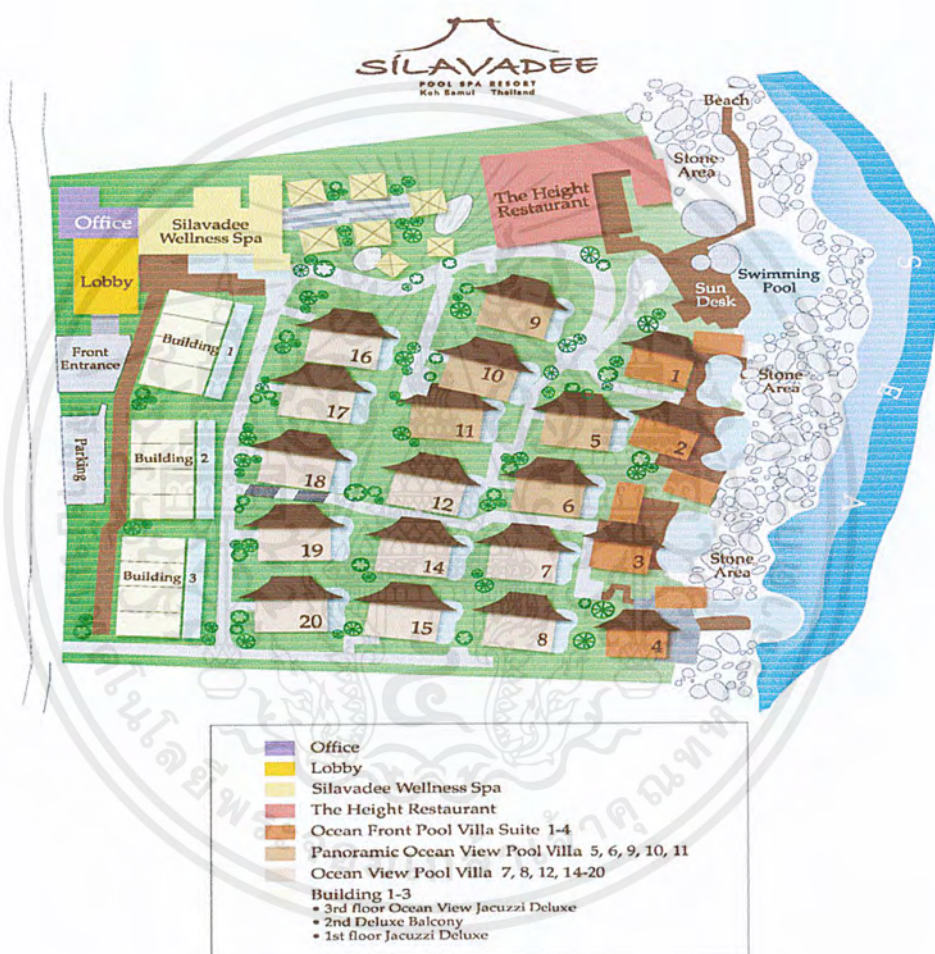 SILAVADEE
POOL SPA RESORT
Koh Samui Thailand
Beach
Stone
Area
The Height
Restaurant
Office
Silavadee
Wellness Spa
Lobby
Swimming
Pool
Sun
Desk
S
E
A
Front
Entrance
Building 1
Parking
Building 2
Building 3
9
16
10
1
Stone
Area
17
11
5
2
18
12
6
19
14
7
3
Stone
Area
20
15
8
4
Office
Lobby
Silavadee Wellness Spa
The Height Restaurant
Ocean Front Pool Villa Suite 1-4
Panoramic Ocean View Pool Villa 5, 6, 9, 10, 11
Ocean View Pool Villa 7, 8, 12, 14-20
Building 1-3
• 3rd floor Ocean View Jacuzzi Deluxe
• 2nd Deluxe Balcony
• 1st floor Jacuzzi Deluxe